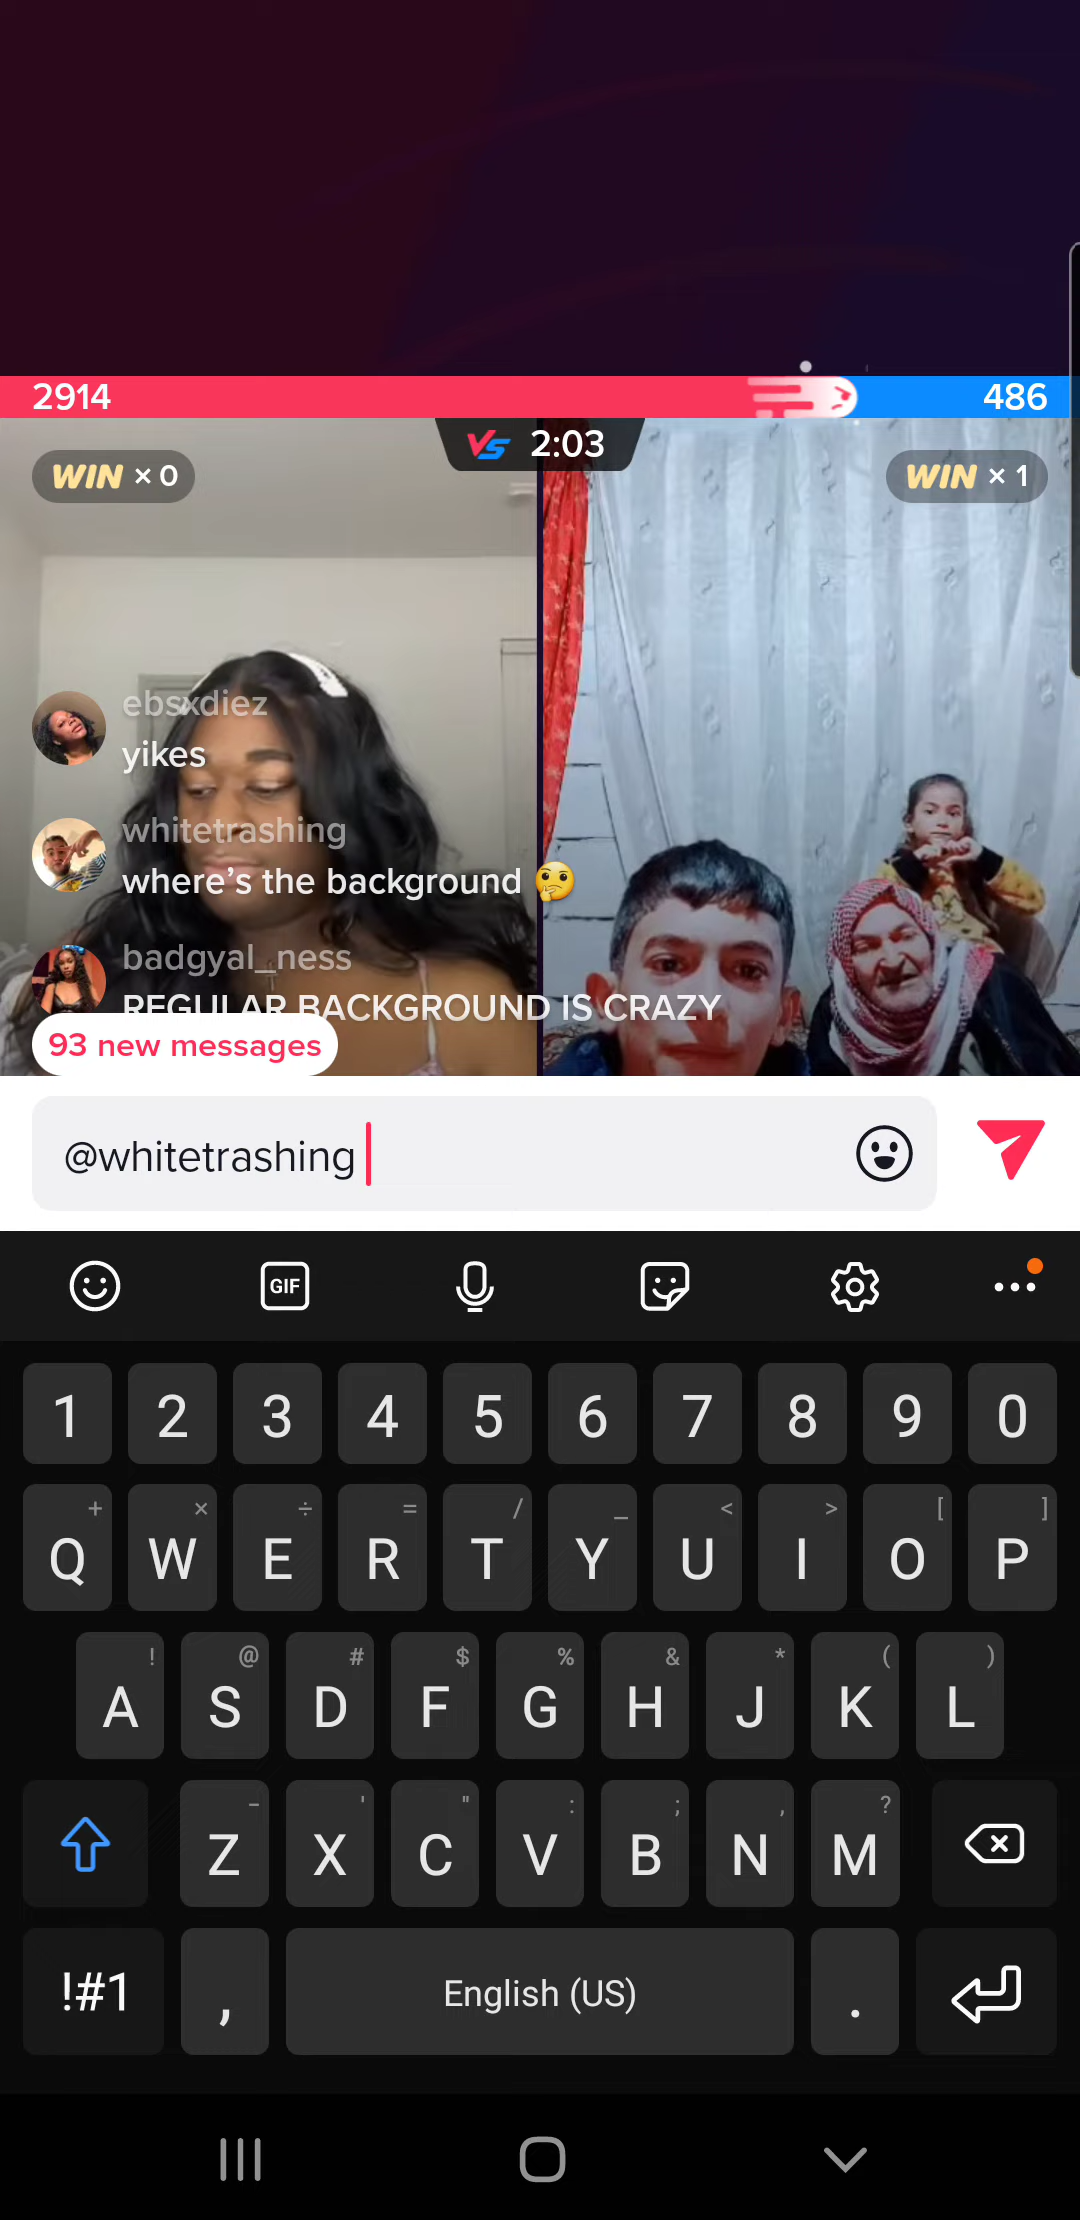 2914
486
VS 2:03
WIN × 0
WIN × 1
ebsxdiez
yikes
whitetrashing
where's the background 🤔
badgyal_ness
REGULAR BACKGROUND IS CRAZY
93 new messages
@whitetrashing
GIF
1 2 3 4 5 6 7 8 9 0
+ × ÷ = / _ < > [ ]
Q W E R T Y U I O P
! @ # $ % & * ( )
A S D F G H J K L
- ' " : ; , ?
Z X C V B N M
!#1 , English (US) .